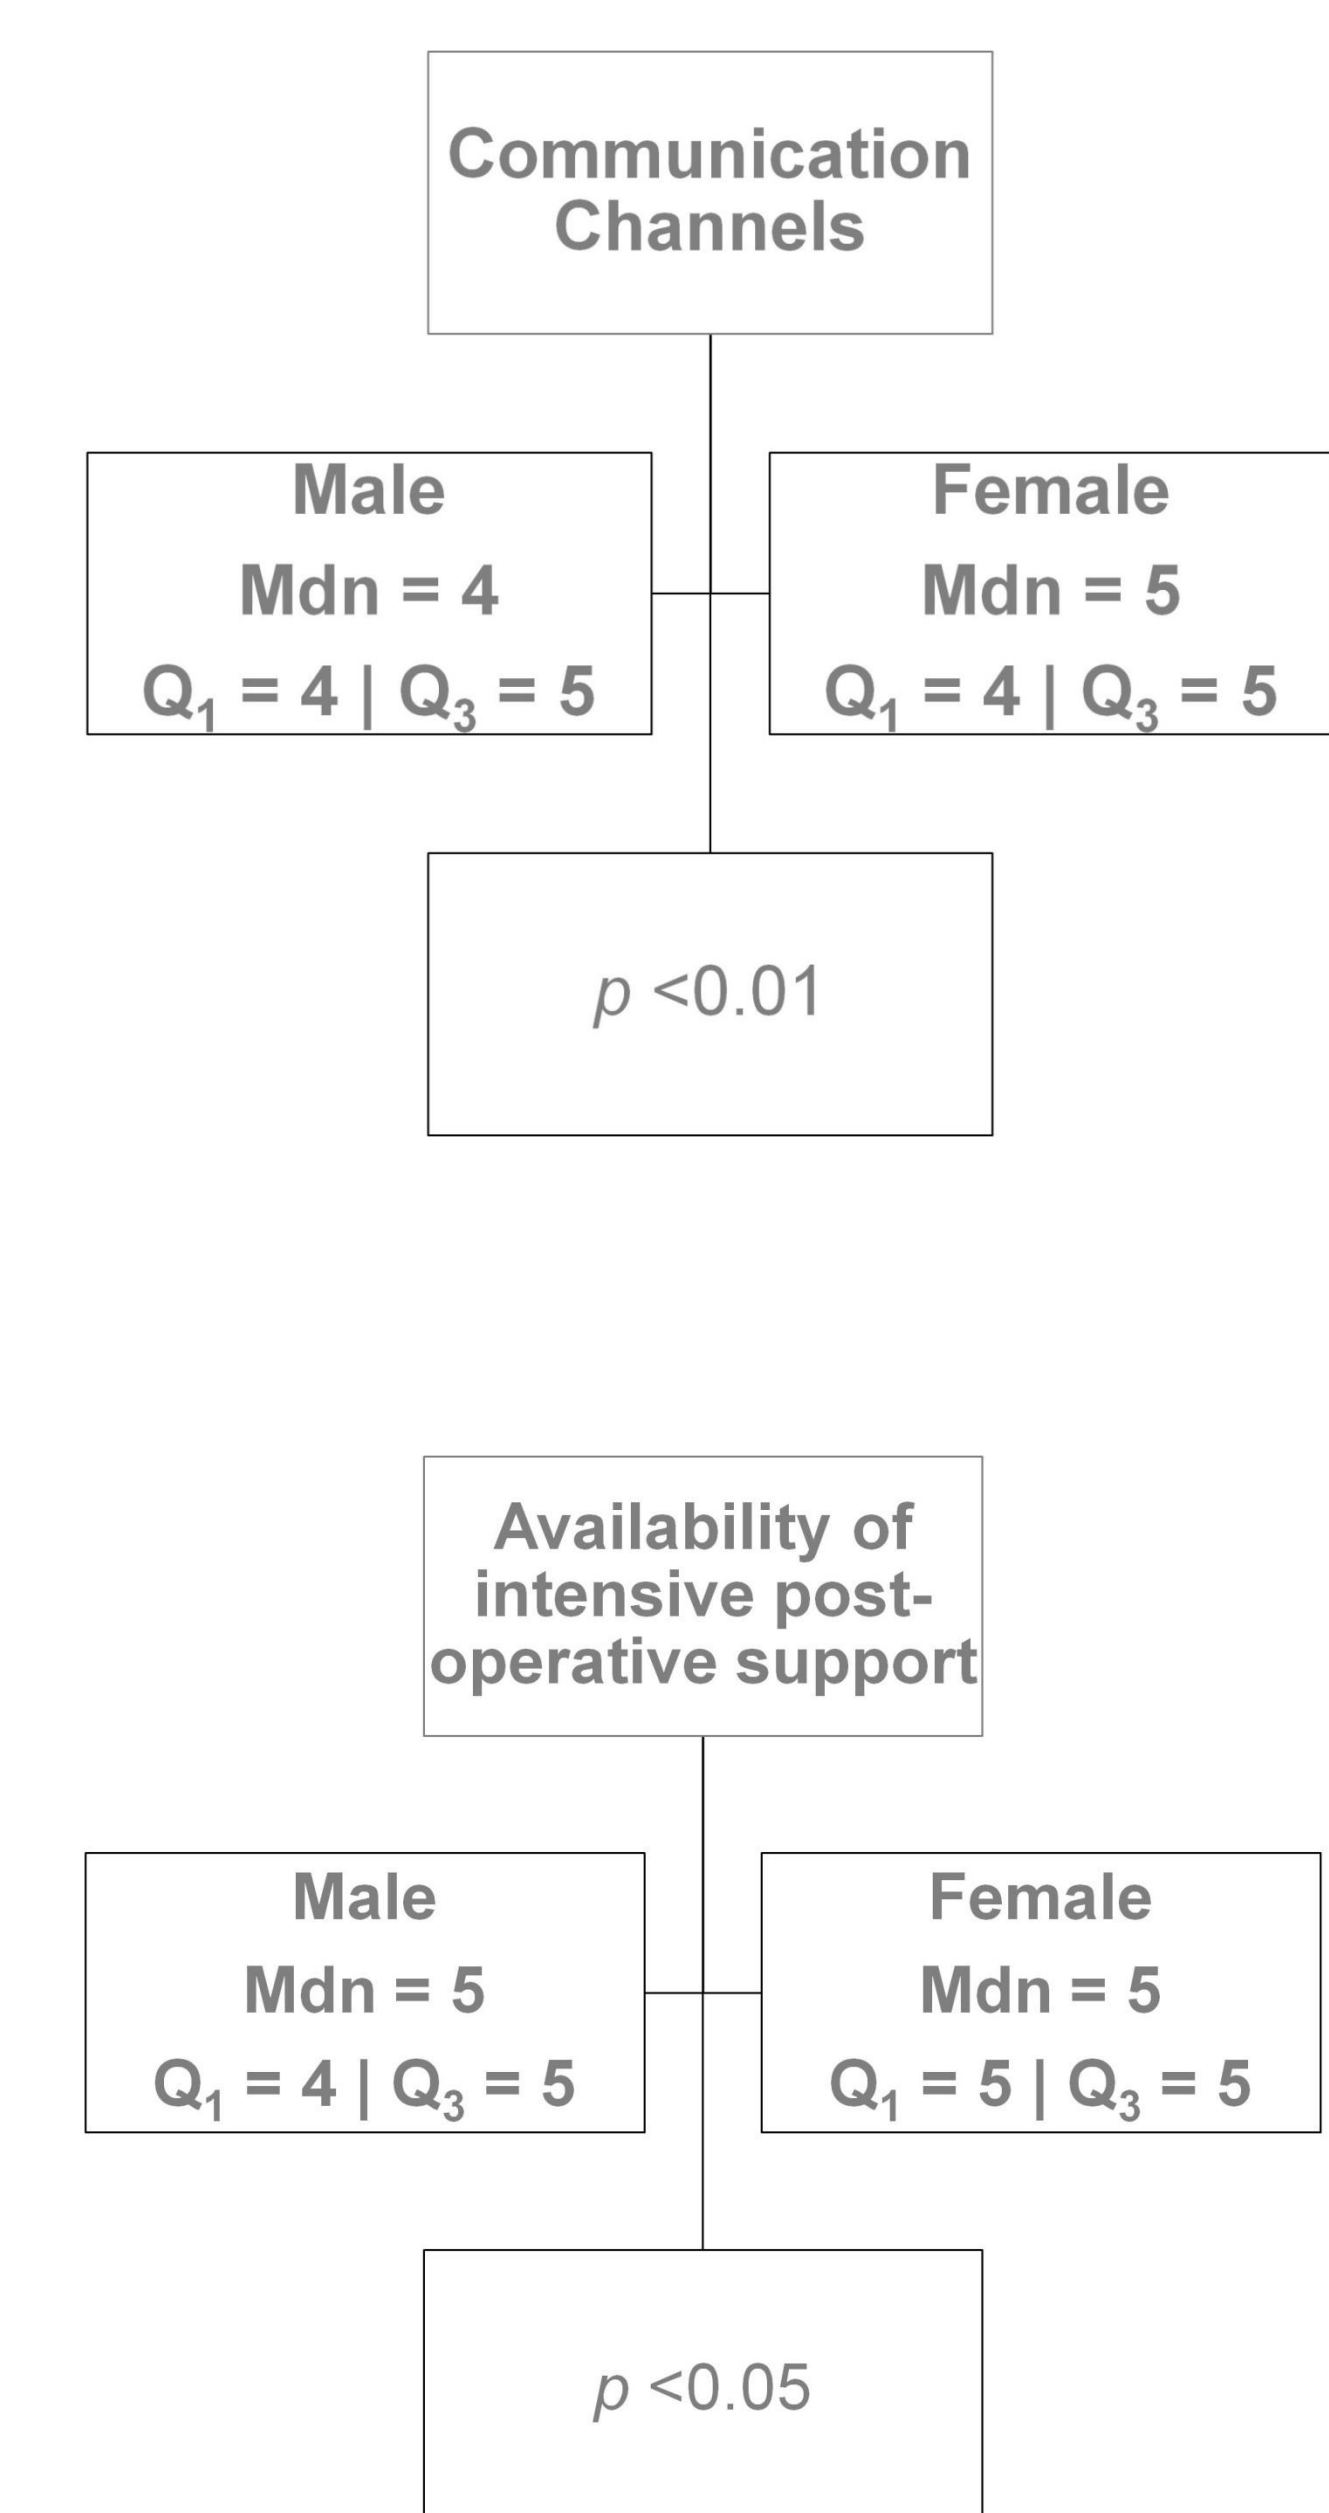 Communication
Channels
Male
Mdn = 4
Q₁ = 4 | Q₃ = 5
Female
Mdn = 5
Q₁ = 4 | Q₃ = 5
p <0.01
Availability of
intensive post-
operative support
Male
Mdn = 5
Q₁ = 4 | Q₃ = 5
Female
Mdn = 5
Q₁ = 5 | Q₃ = 5
p <0.05